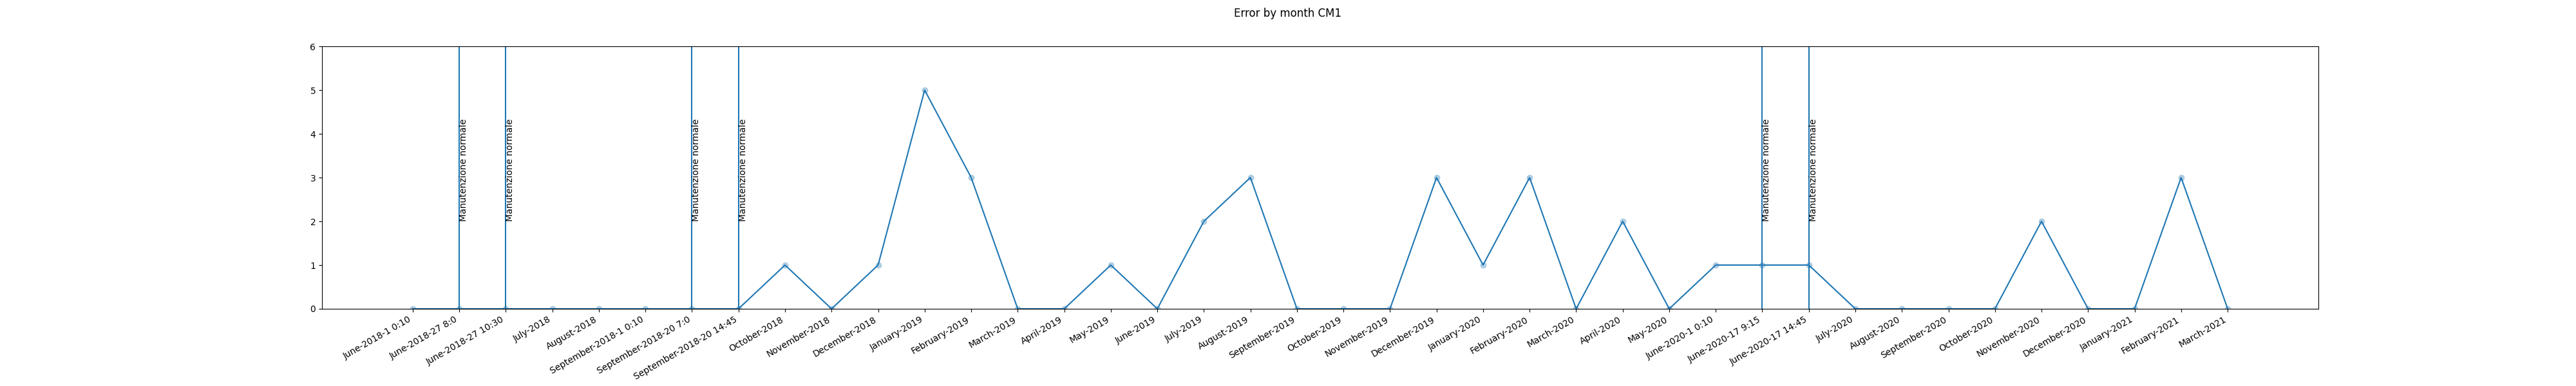 Error by month CM1
6
5
4
3
2
1
0
Manutenzione normale
Manutenzione normale
Manutenzione normale
Manutenzione normale
Manutenzione normale
Manutenzione normale
June-2018-1 0:10
June-2018-27 8:0
June-2018-27 10:30
July-2018
August-2018
September-2018-1 0:10
September-2018-20 7:0
September-2018-20 14:45
October-2018
November-2018
December-2018
January-2019
February-2019
March-2019
April-2019
May-2019
June-2019
July-2019
August-2019
September-2019
October-2019
November-2019
December-2019
January-2020
February-2020
March-2020
April-2020
May-2020
June-2020-1 0:10
June-2020-17 9:15
June-2020-17 14:45
July-2020
August-2020
September-2020
October-2020
November-2020
December-2020
January-2021
February-2021
March-2021